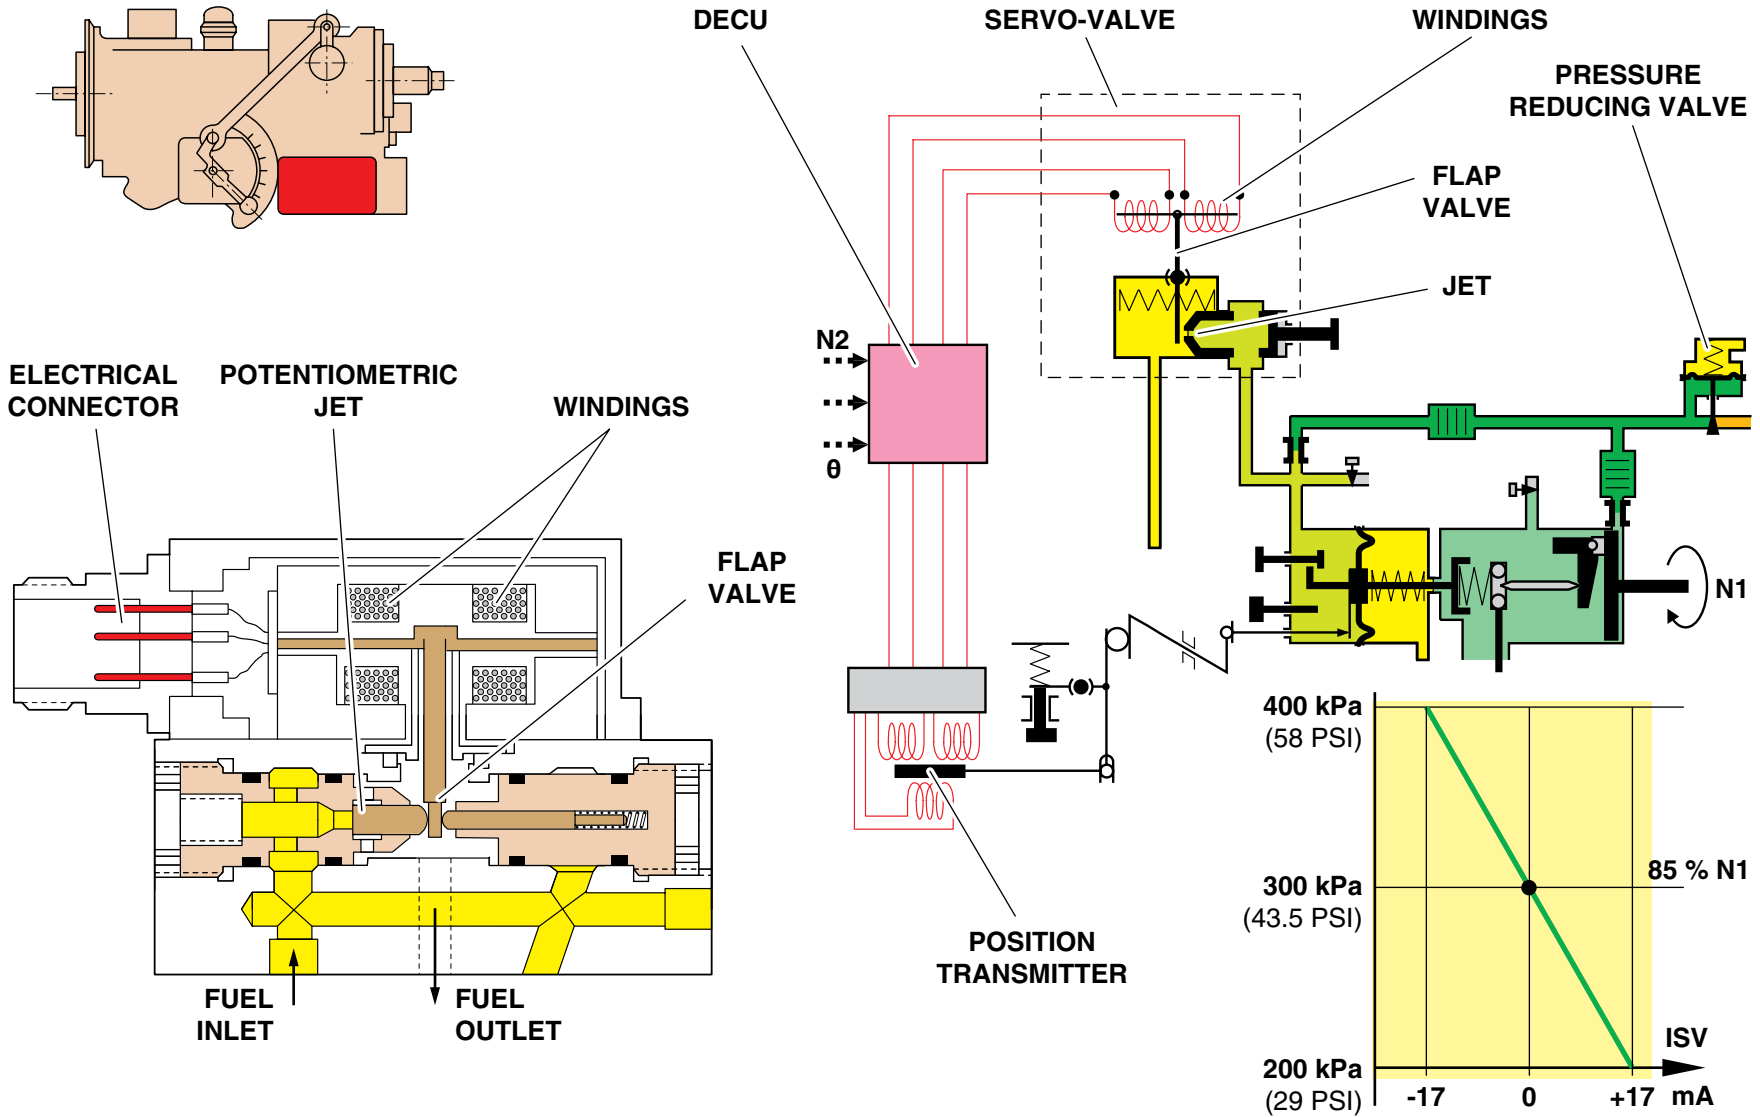 DECU
SERVO-VALVE
WINDINGS
PRESSURE
REDUCING VALVE
FLAP
VALVE
JET
N2
θ
ELECTRICAL
CONNECTOR
POTENTIOMETRIC
JET
WINDINGS
FLAP
VALVE
N1
400 kPa
(58 PSI)
85 % N1
300 kPa
(43.5 PSI)
POSITION
TRANSMITTER
FUEL
INLET
FUEL
OUTLET
ISV
200 kPa
(29 PSI)
-17 0 +17 mA